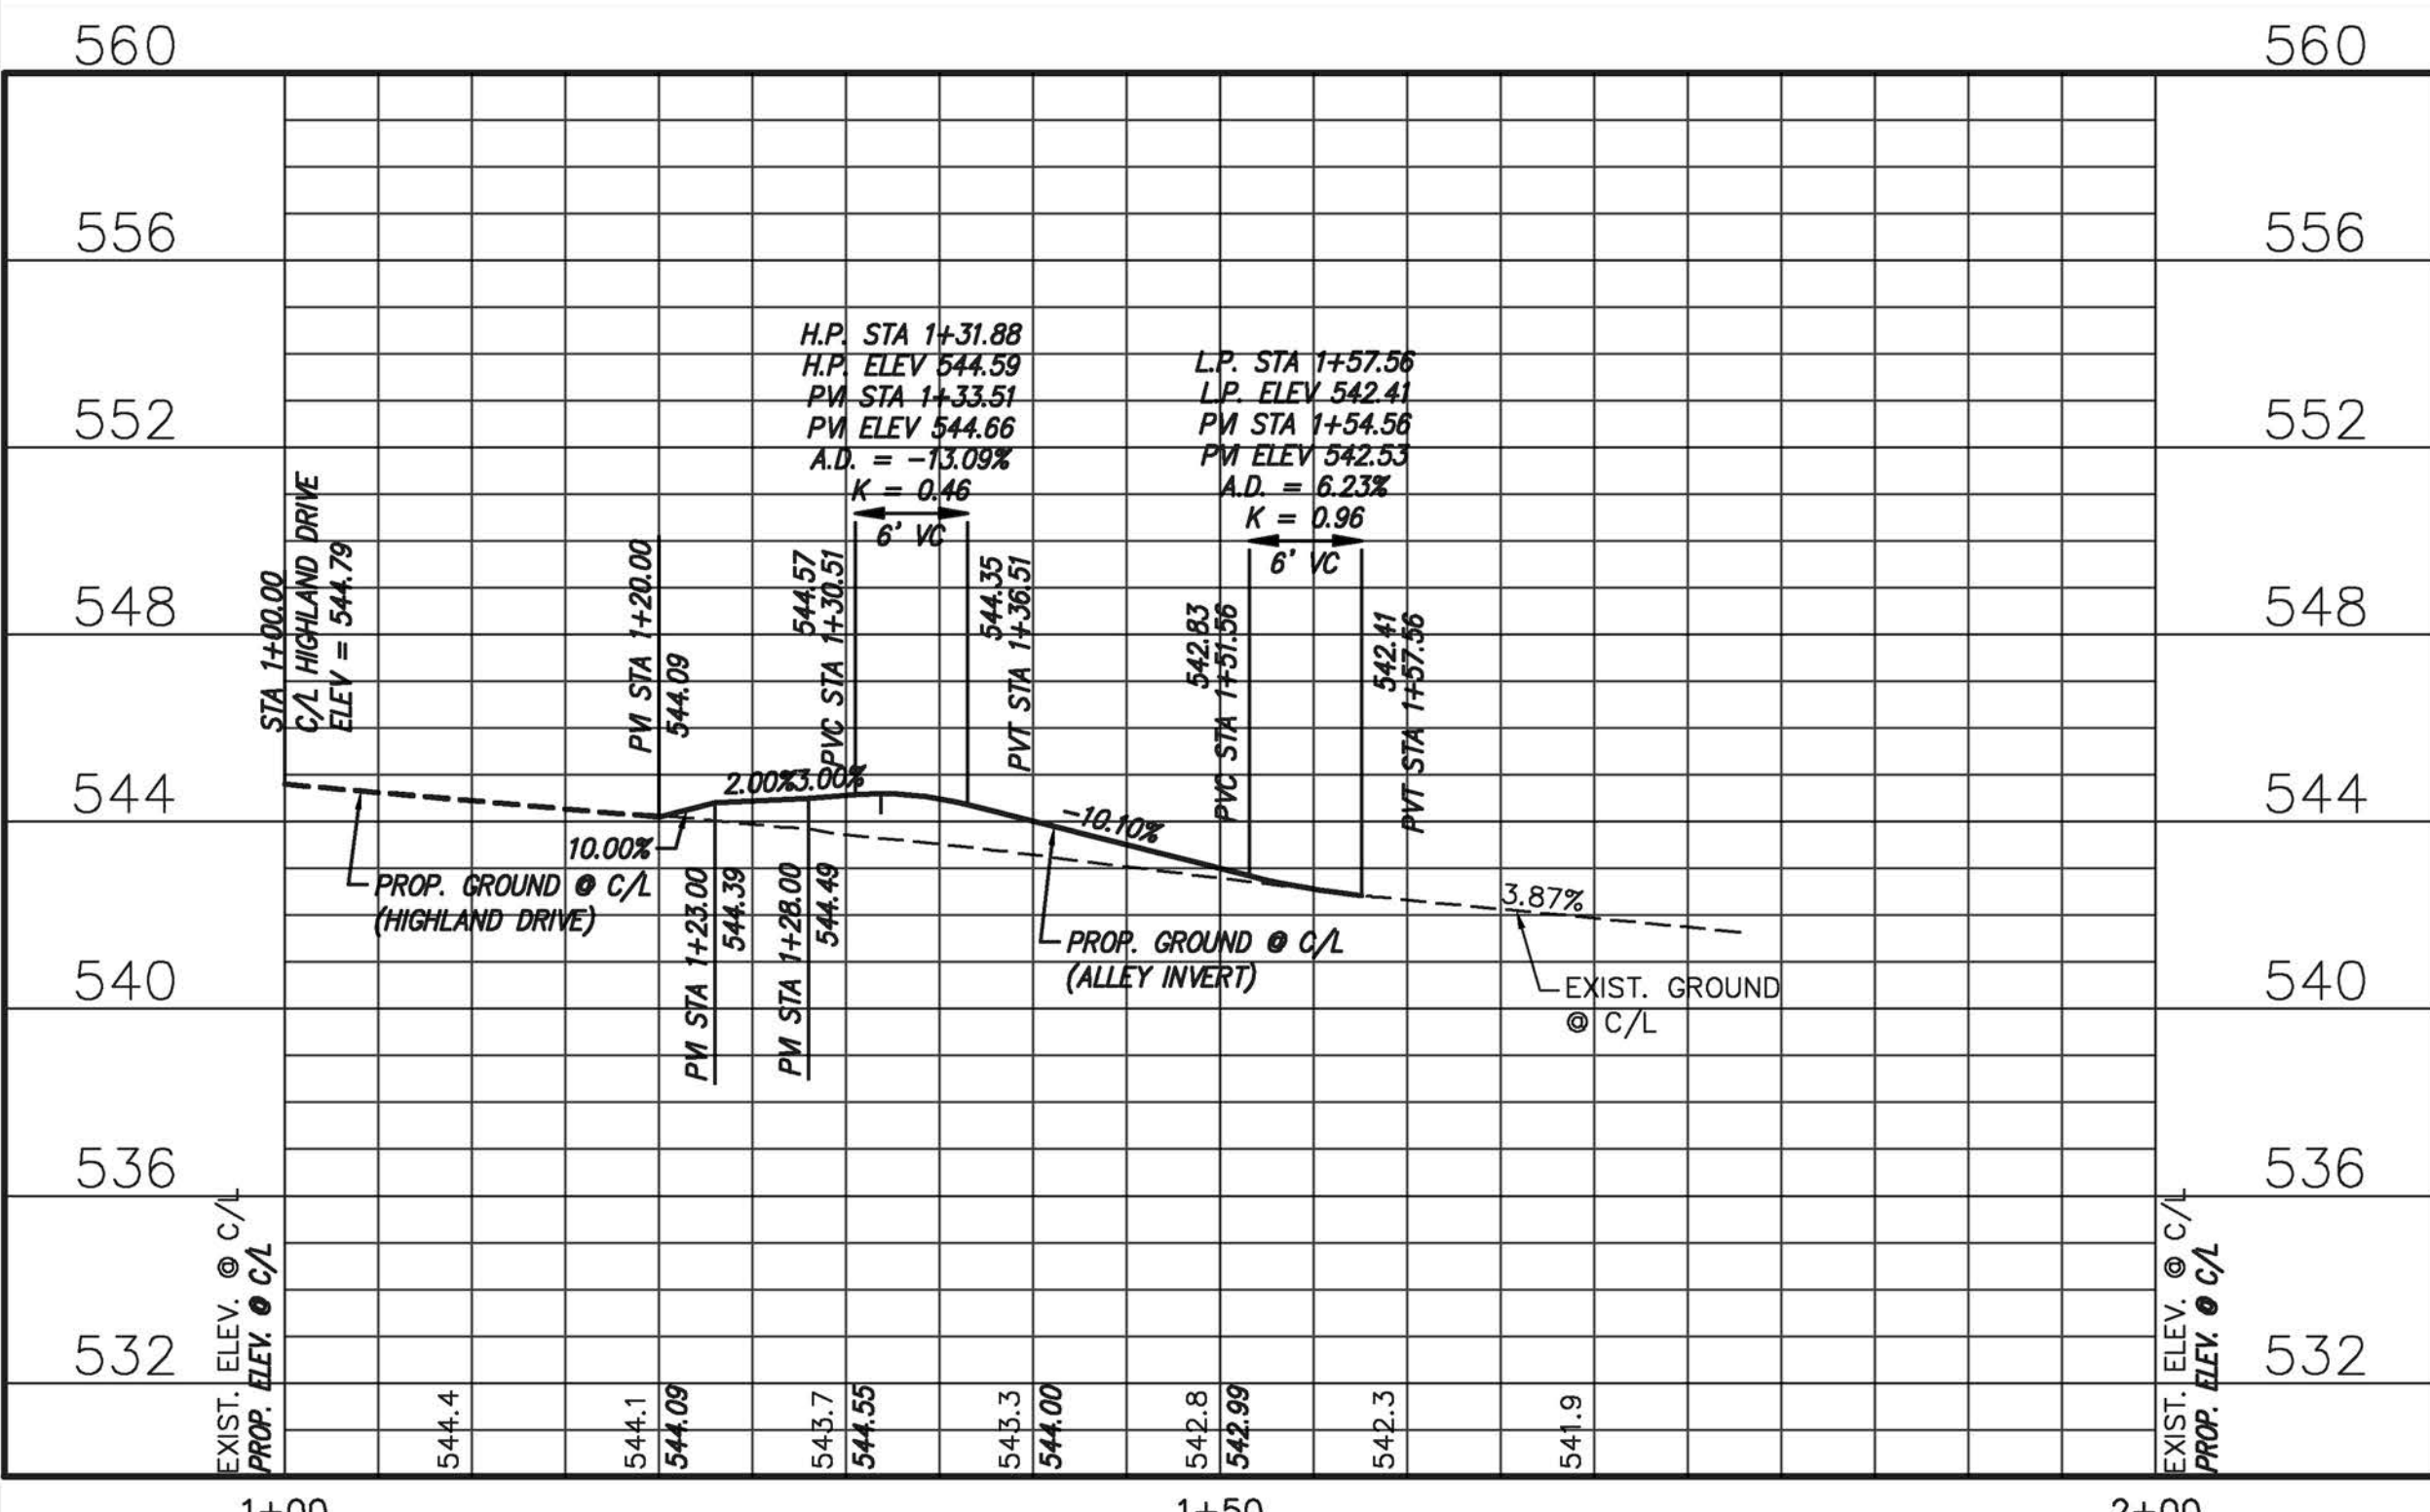 560
560
556
556
552
552
548
548
544
544
540
540
536
536
532
532
H.P. STA 1+31.88
H.P. ELEV 544.59
PVI STA 1+33.51
PVI ELEV 544.66
A.D. = -13.09%
K = 0.46
6' VC
L.P. STA 1+57.56
L.P. ELEV 542.41
PVI STA 1+54.56
PVI ELEV 542.53
A.D. = 6.23%
K = 0.96
6' VC
STA 1+00.00
C/L HIGHLAND DRIVE
ELEV = 544.79
PVI STA 1+20.00
544.09
544.57
PVC STA 1+30.51
544.35
PVT STA 1+36.51
542.83
PVC STA 1+51.56
542.41
PVT STA 1+57.56
2.00%
3.00%
10.00%
-10.10%
3.87%
PROP. GROUND @ C/L
(HIGHLAND DRIVE)
PVI STA 1+23.00
544.39
PVI STA 1+28.00
544.49
PROP. GROUND @ C/L
(ALLEY INVERT)
EXIST. GROUND
@ C/L
EXIST. ELEV. @ C/L
PROP. ELEV. @ C/L
544.4
544.1
544.09
543.7
544.55
543.3
544.00
542.8
542.99
542.3
541.9
EXIST. ELEV. @ C/L
PROP. ELEV. @ C/L
1+00
1+50
2+00